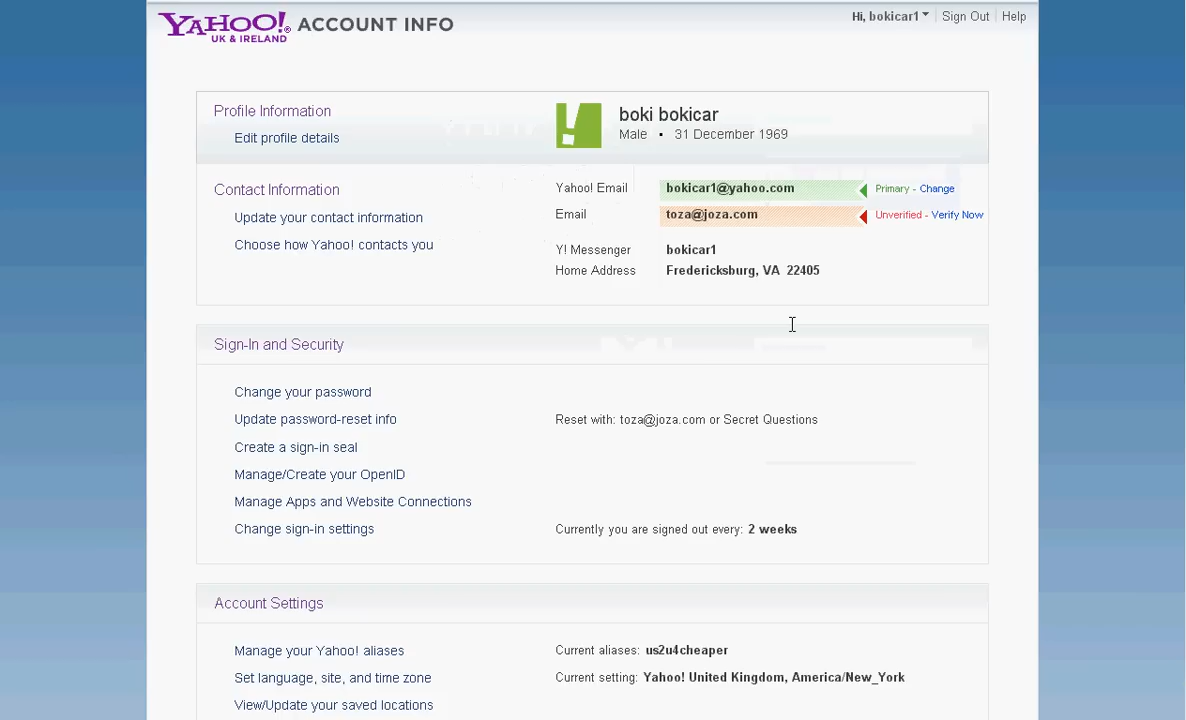 YAHOO! ACCOUNT INFO
UK & IRELAND
Hi, bokicar1 Sign Out Help
Profile Information
Edit profile details
boki bokicar
Male • 31 December 1969
Contact Information
Update your contact information
Choose how Yahoo! contacts you
Yahoo! Email bokicar1@yahoo.com Primary - Change
Email toza@joza.com Unverified - Verify Now
Y! Messenger bokicar1
Home Address Fredericksburg, VA 22405
Sign-In and Security
Change your password
Update password-reset info Reset with: toza@joza.com or Secret Questions
Create a sign-in seal
Manage/Create your OpenID
Manage Apps and Website Connections
Change sign-in settings Currently you are signed out every: 2 weeks
Account Settings
Manage your Yahoo! aliases Current aliases: us2u4cheaper
Set language, site, and time zone Current setting: Yahoo! United Kingdom, America/New_York
View/Update your saved locations